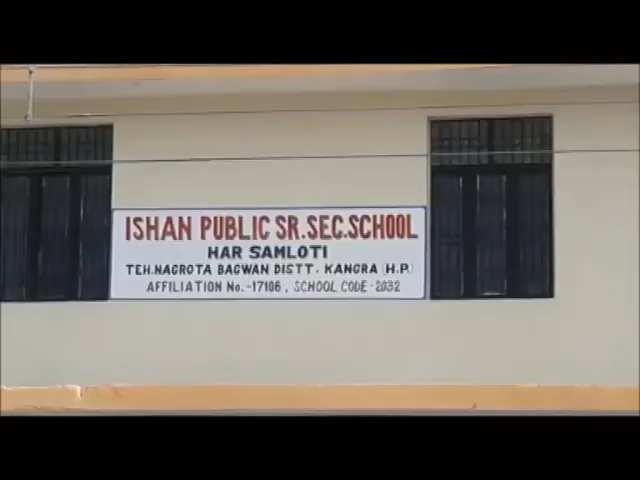 ISHAN PUBLIC SR.SEC.SCHOOL
HAR SAMLOTI
TEH.NAGROTA BAGWAN DISTT. KANGRA (H.P.)
AFFILIATION No.-17106, SCHOOL CODE-2032